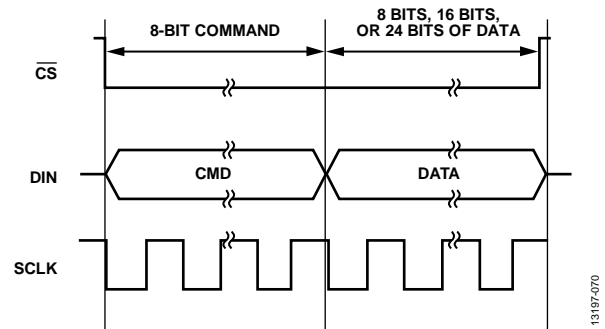 8-BIT COMMAND
8 BITS, 16 BITS,
OR 24 BITS OF DATA
CS
DIN
CMD
DATA
SCLK
13197-070